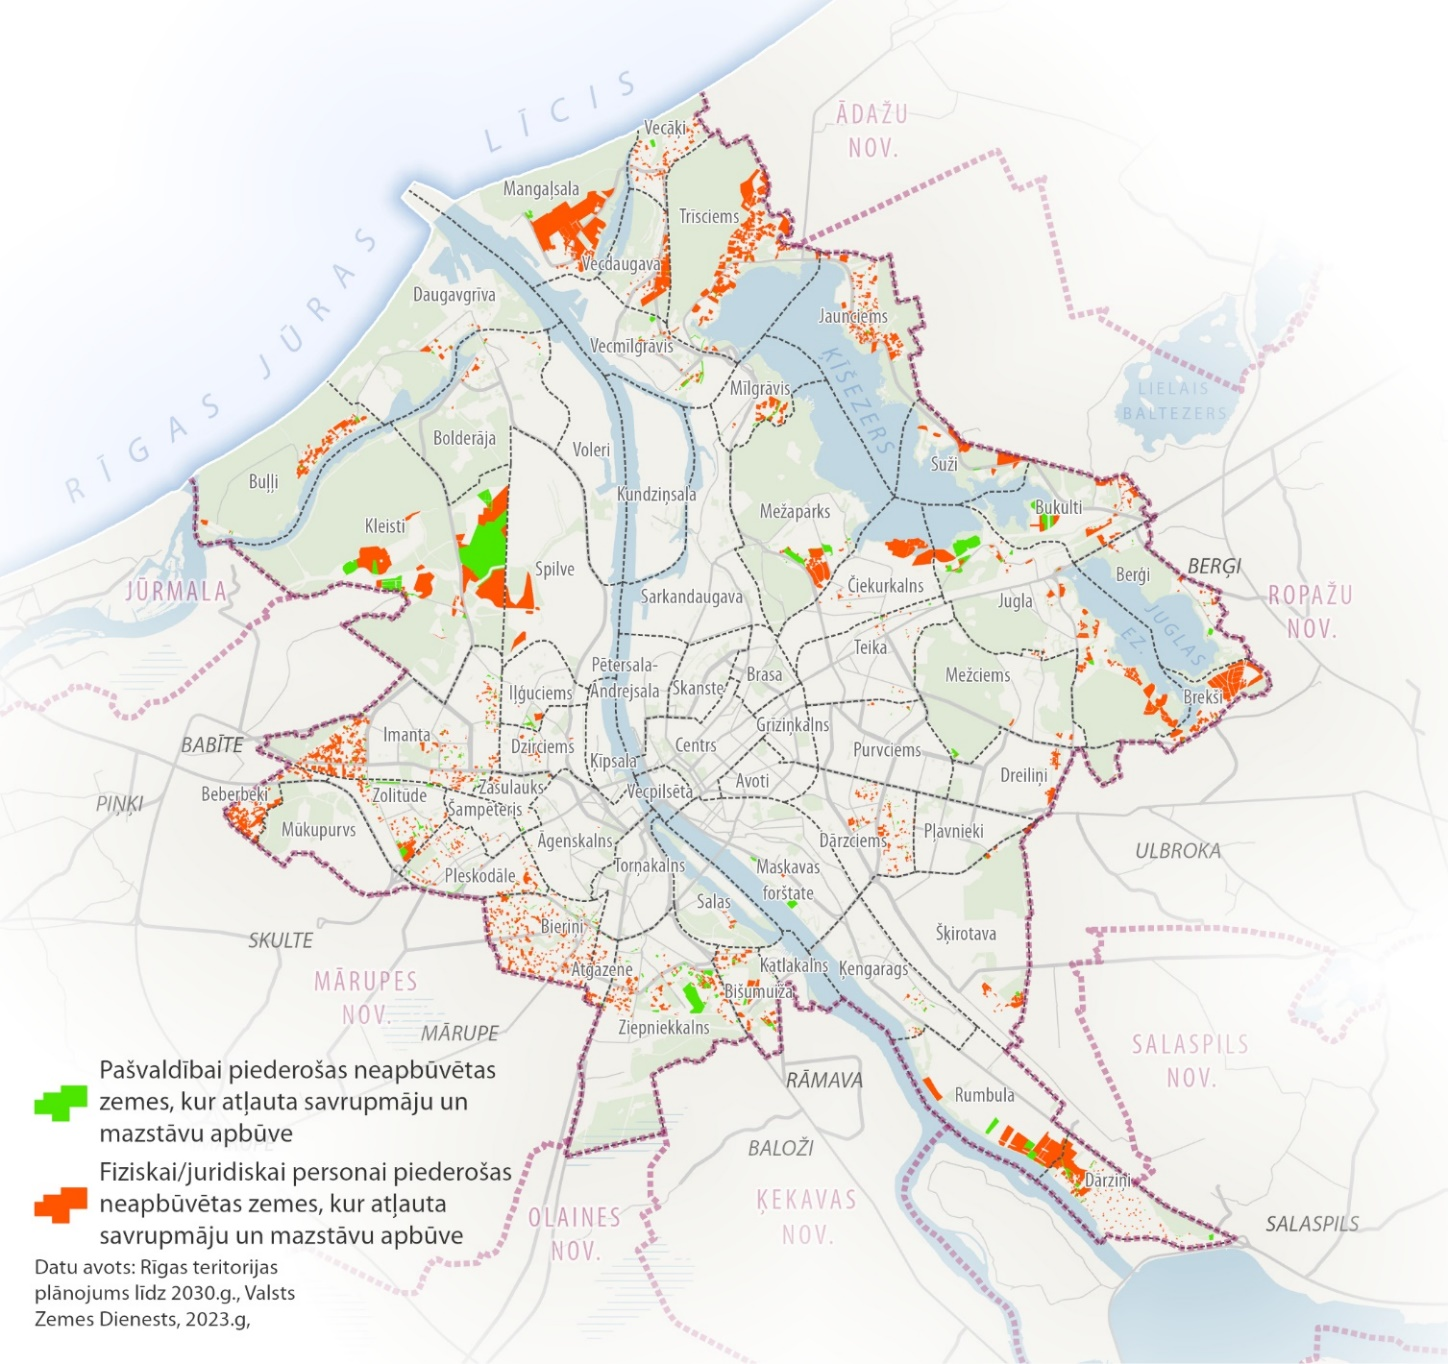 RĪGAS JŪRAS LĪCIS
ĀDAŽU
NOV.
Vecāķi
Mangaļsala
Trīsciems
Vecdaugava
Daugavgrīva
Jaunciems
Vecmīlgrāvis
ĶĪŠEZERS
LIELAIS
BALTEZERS
Mīlgrāvis
Bolderāja
Voleri
Suži
Buļļi
Kundziņsala
Mežaparks
Bukulti
Kleisti
Spilve
BERĢI
Berģi
JŪRMALA
Sarkandaugava
Čiekurkalns
Jugla
JUGLAS
EZ.
ROPAŽU
NOV.
Teika
Pētersala-
Andrejsala
Skanste
Brasa
Mežciems
Iļģuciems
Brekši
Grīziņkalns
BABĪTE
Imanta
Dzirciems
Centrs
Purvciems
Ķīpsala
Dreiliņi
PIŅĶI
Beberbeķi
Zolitūde
Zasulauks
Vecpilsēta
Avoti
Šampēteris
Mūkupurvs
Āgenskalns
Dārzciems
Pļavnieki
ULBROKA
Pleskodāle
Torņakalns
Maskavas
forštate
Salas
SKULTE
Bieriņi
Šķirotava
Atgāzene
Katlakalns
Ķengarags
MĀRUPES
NOV.
Bišumuiža
MĀRUPE
Ziepniekkalns
SALASPILS
NOV.
RĀMAVA
Rumbula
BALOŽI
Dārziņi
ĶEKAVAS
NOV.
OLAINES
NOV.
SALASPILS
Pašvaldībai piederošas neapbūvētas
zemes, kur atļauta savrupmāju un
mazstāvu apbūve
Fiziskai/juridiskai personai piederošas
neapbūvētas zemes, kur atļauta
savrupmāju un mazstāvu apbūve
Datu avots: Rīgas teritorijas
plānojums līdz 2030.g., Valsts
Zemes Dienests, 2023.g,